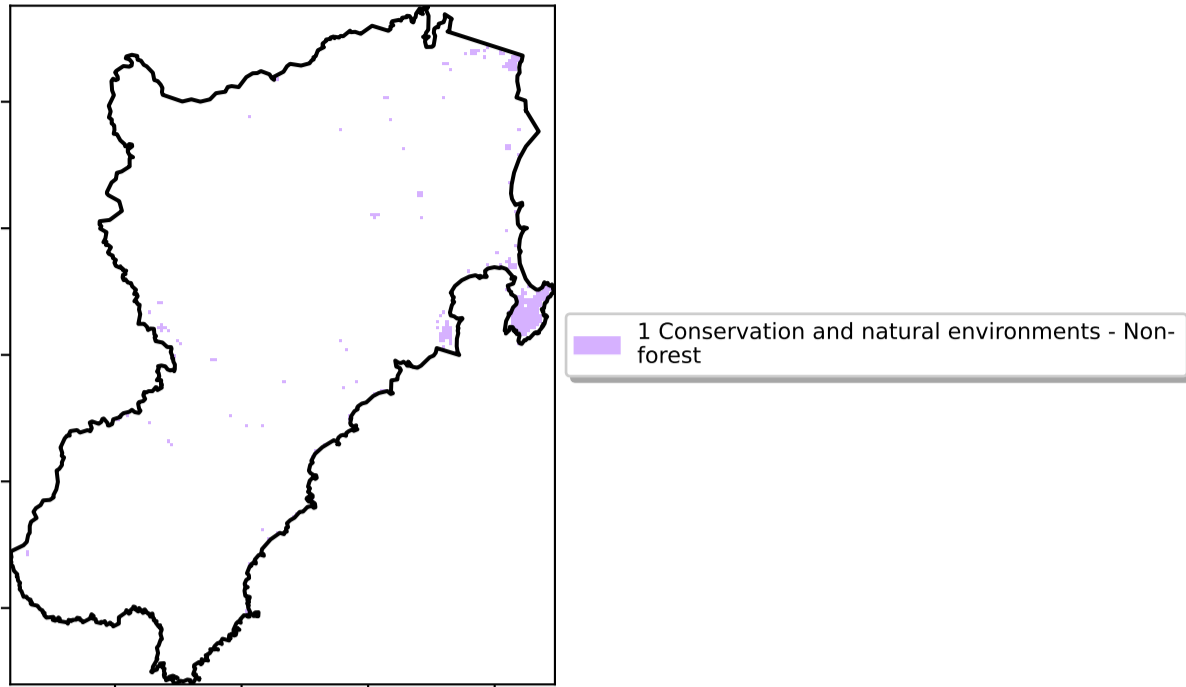 1 Conservation and natural environments - Non-
forest